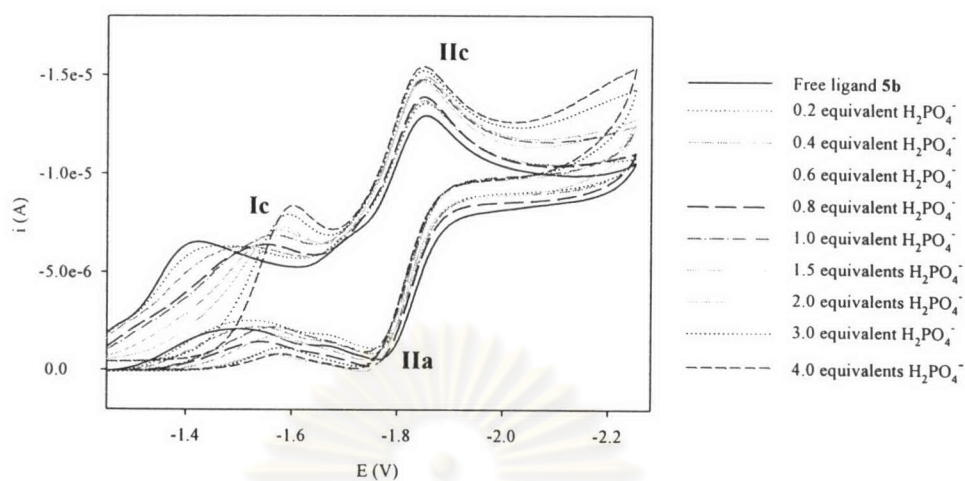 IIc
-1.5e-5
Free ligand 5b
0.2 equivalent H₂PO₄⁻
0.4 equivalent H₂PO₄⁻
-1.0e-5
0.6 equivalent H₂PO₄⁻
Ic
0.8 equivalent H₂PO₄⁻
i (A)
1.0 equivalent H₂PO₄⁻
-5.0e-6
1.5 equivalents H₂PO₄⁻
2.0 equivalents H₂PO₄⁻
3.0 equivalent H₂PO₄⁻
IIa
0.0
4.0 equivalents H₂PO₄⁻
-1.4 -1.6 -1.8 -2.0 -2.2
E (V)